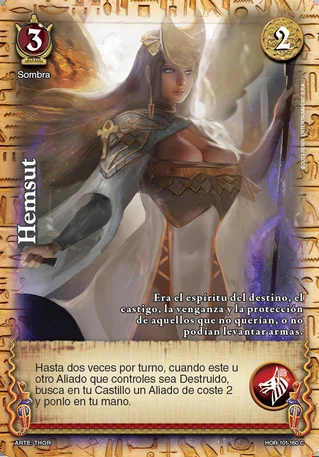 3
2
Sombra
Hemsut
Era el espíritu del destino, el
castigo, la venganza y la protección
de aquellos que no querían, o no
podían levantar armas.
Hasta dos veces por turno, cuando este u
otro Aliado que controles sea Destruido,
busca en tu Castillo un Aliado de coste 2
y ponlo en tu mano.
ARTE: THOR
HOR-101-160 C